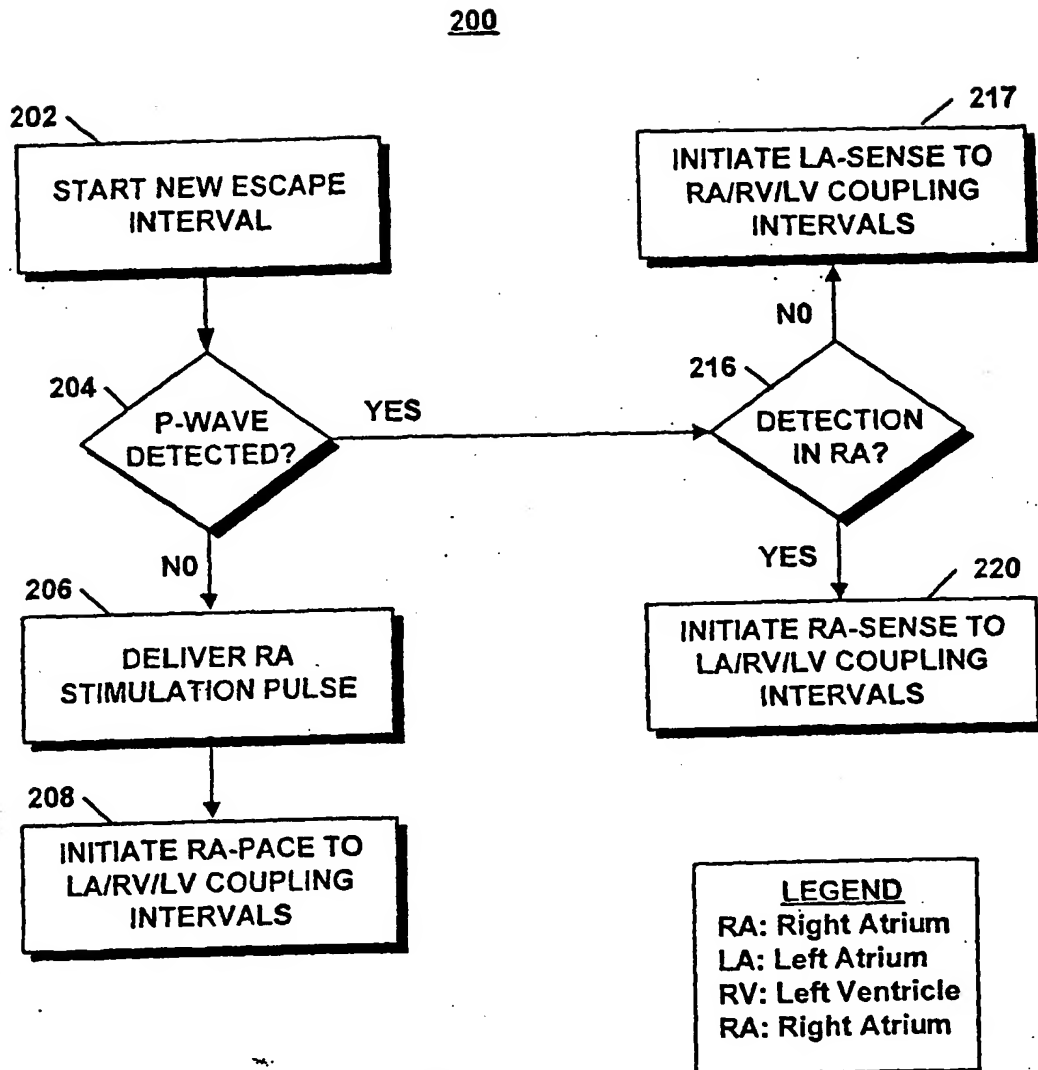 200
202
START NEW ESCAPE
INTERVAL
204
P-WAVE
DETECTED?
YES
NO
206
DELIVER RA
STIMULATION PULSE
208
INITIATE RA-PACE TO
LA/RV/LV COUPLING
INTERVALS
217
INITIATE LA-SENSE TO
RA/RV/LV COUPLING
INTERVALS
NO
216
DETECTION
IN RA?
YES
220
INITIATE RA-SENSE TO
LA/RV/LV COUPLING
INTERVALS
LEGEND
RA: Right Atrium
LA: Left Atrium
RV: Left Ventricle
RA: Right Atrium